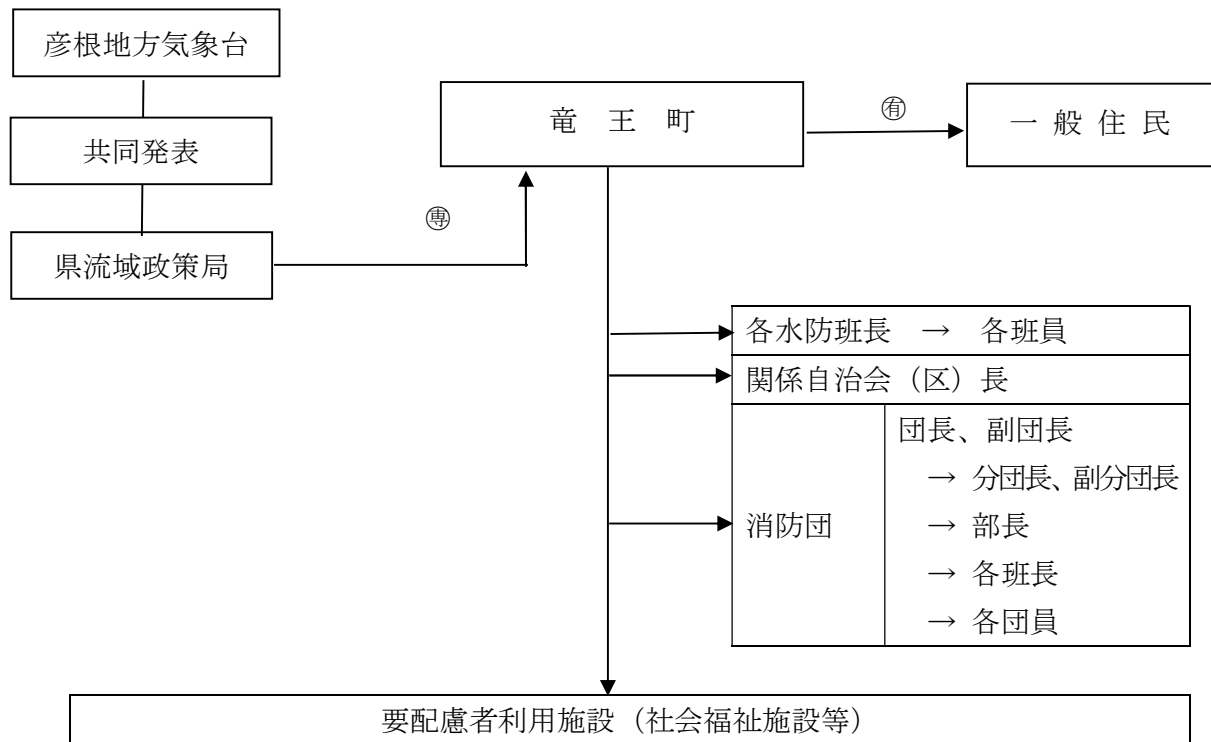 彦根地方気象台
共同発表
県流域政策局
㊝
竜 王 町
㊒
一 般 住 民
各水防班長 → 各班員
関係自治会（区）長
消防団
団長、副団長
→ 分団長、副分団長
→ 部長
→ 各班長
→ 各団員
要配慮者利用施設（社会福祉施設等）